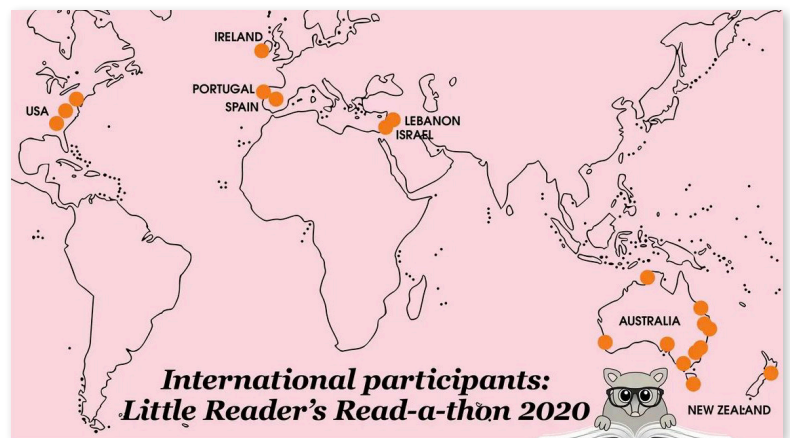 IRELAND
PORTUGAL
SPAIN
USA
LEBANON
ISRAEL
AUSTRALIA
International participants:
Little Reader's Read-a-thon 2020
NEW ZEALAND